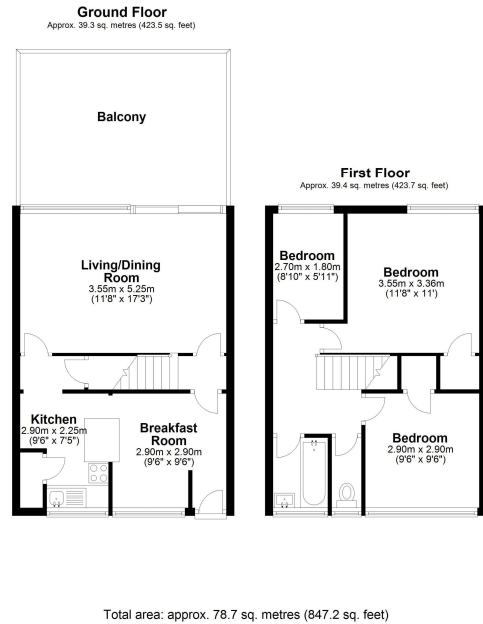 Ground Floor
Approx. 39.3 sq. metres (423.5 sq. feet)
Balcony
Living/Dining
Room
3.55m x 5.25m
(11'8" x 17'3")
Kitchen
2.90m x 2.25m
(9'6" x 7'5")
Breakfast
Room
2.90m x 2.90m
(9'6" x 9'6")
First Floor
Approx. 39.4 sq. metres (423.7 sq. feet)
Bedroom
2.70m x 1.80m
(8'10" x 5'11")
Bedroom
3.55m x 3.36m
(11'8" x 11')
Bedroom
2.90m x 2.90m
(9'6" x 9'6")
Total area: approx. 78.7 sq. metres (847.2 sq. feet)